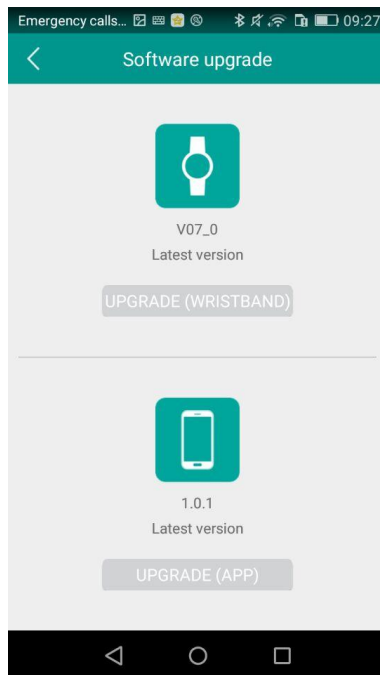 Emergency calls... 09:27
Software upgrade
V07_0
Latest version
UPGRADE (WRISTBAND)
1.0.1
Latest version
UPGRADE (APP)